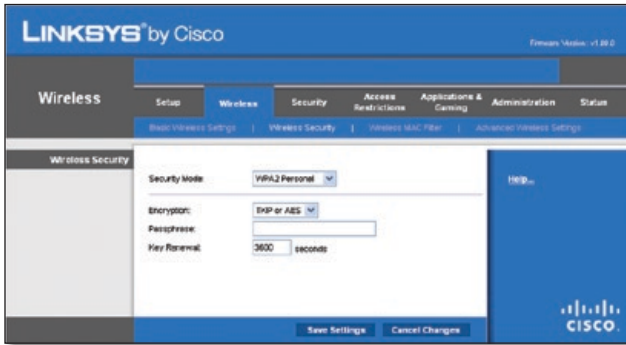 LINKSYS® by Cisco
Firmware Version: v1.00.0
Wireless
Setup Wireless Security Access Restrictions Applications & Gaming Administration Status
Basic Wireless Settings | Wireless Security | Wireless MAC Filter | Advanced Wireless Settings
Wireless Security
Security Mode: WPA2 Personal
Help...
Encryption: TKIP or AES
Passphrase:
Key Renewal: 3600 seconds
Save Settings Cancel Changes
CISCO.